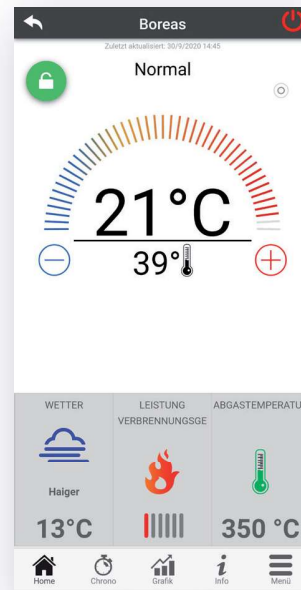 Boreas
Zuletzt aktualisiert: 30/9/2020 14:45
Normal
21°C
39°
WETTER
LEISTUNG
VERBRENNUNGSGE
ABGASTEMPERATU
Haiger
13°C
350 °C
Home
Chrono
Grafik
Info
Menü